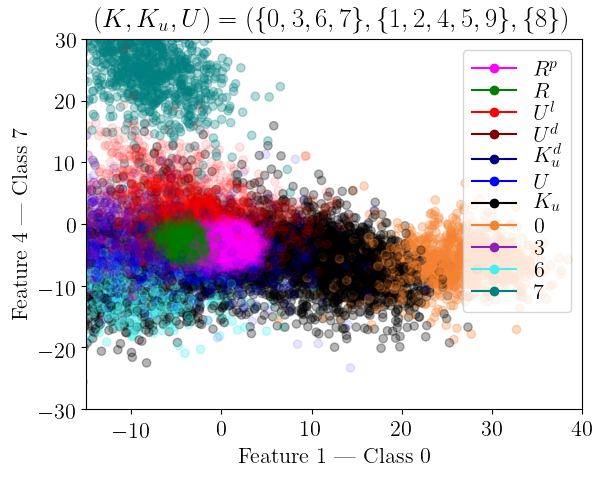 (K, K_u, U) = ({0, 3, 6, 7}, {1, 2, 4, 5, 9}, {8})
30
20
10
0
−10
−20
−30
Feature 4 — Class 7
R^p
R
U^l
U^d
K_u^d
U
K_u
0
3
6
7
−10
0
10
20
30
40
Feature 1 — Class 0